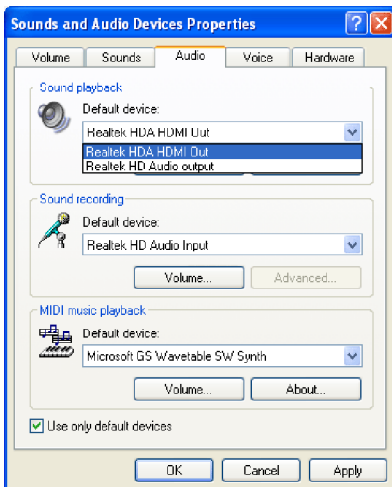 Sounds and Audio Devices Properties
Volume Sounds Audio Voice Hardware
Sound playback
Default device:
Realtek HDA HDMI Out
Realtek HDA HDMI Out
Realtek HD Audio output
Sound recording
Default device:
Realtek HD Audio Input
Volume... Advanced...
MIDI music playback
Default device:
Microsoft GS Wavetable SW Synth
Volume... About...
Use only default devices
OK Cancel Apply